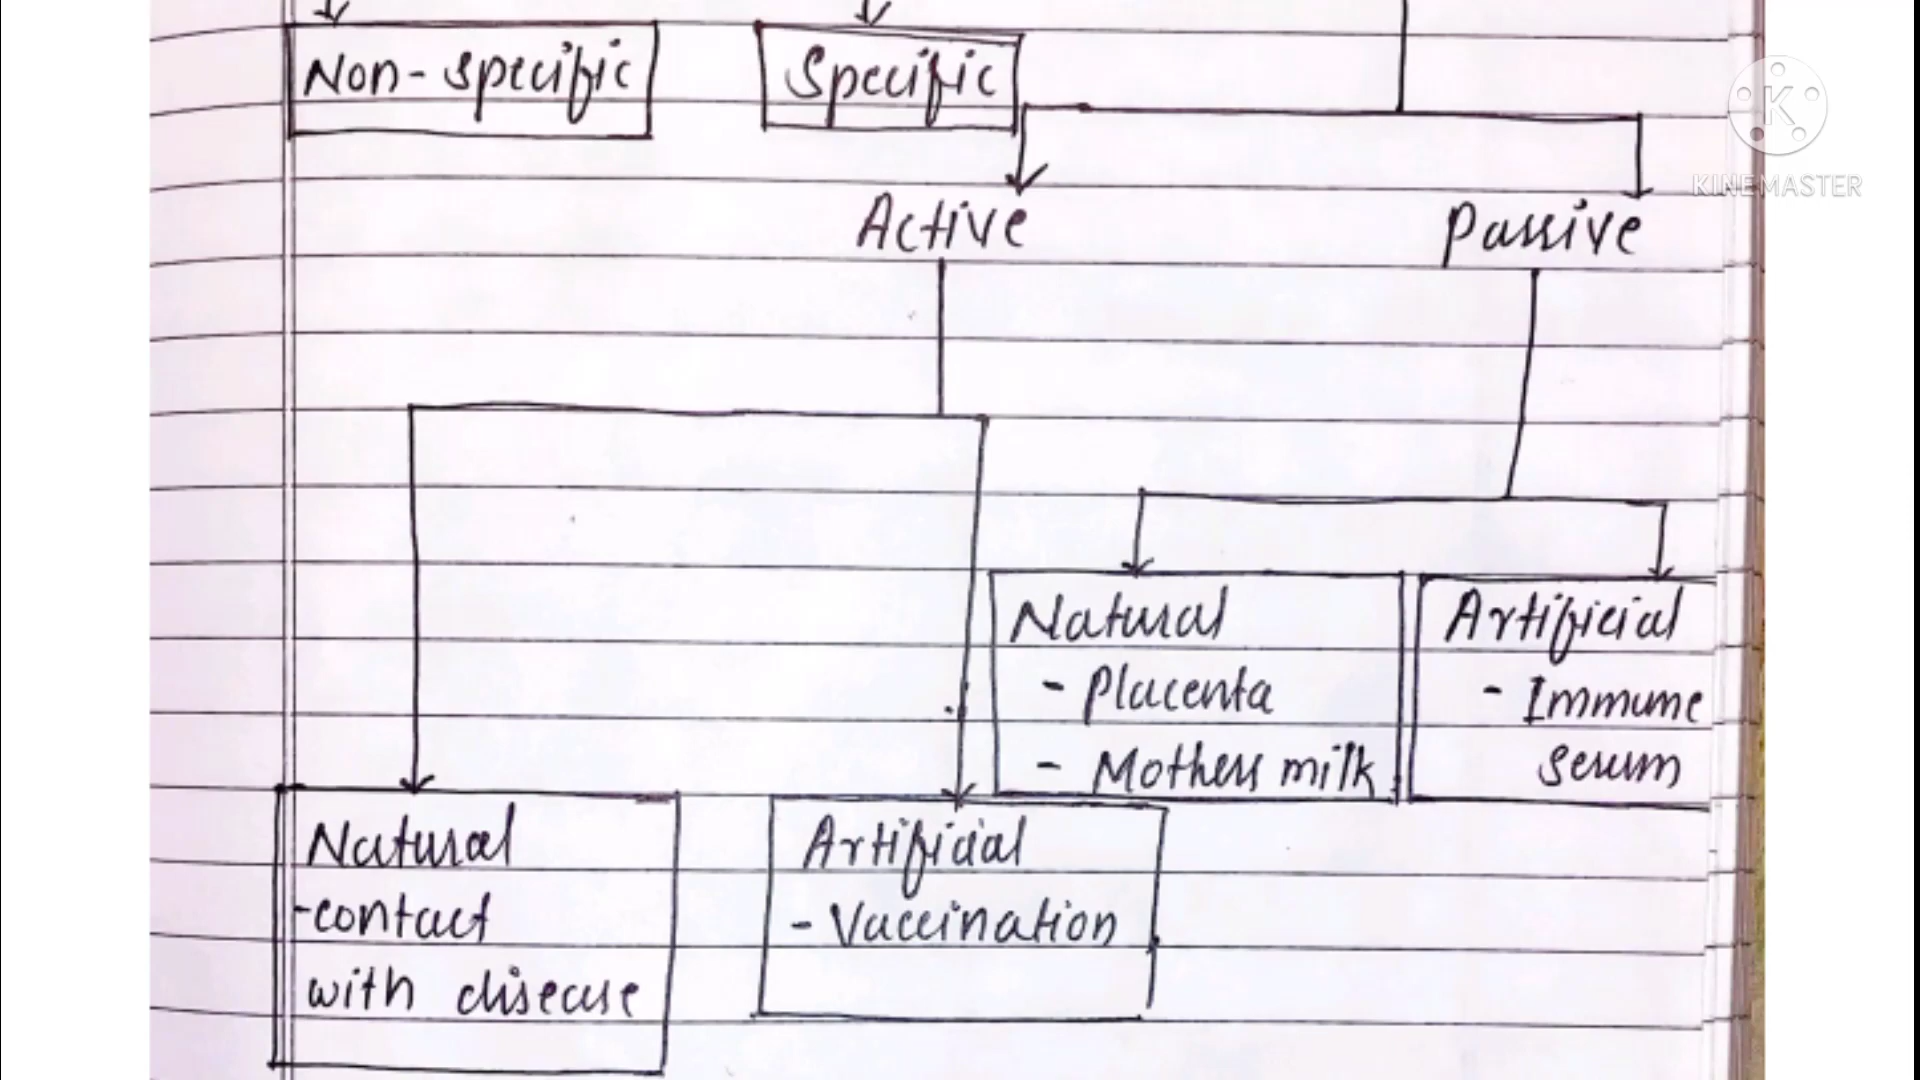 Non-specific
Specific
KINEMASTER
Active
Passive
Natural
- Placenta
- Mothers milk
Artificial
- Immune
serum
Natural
-contact
with disease
Artificial
- Vaccination